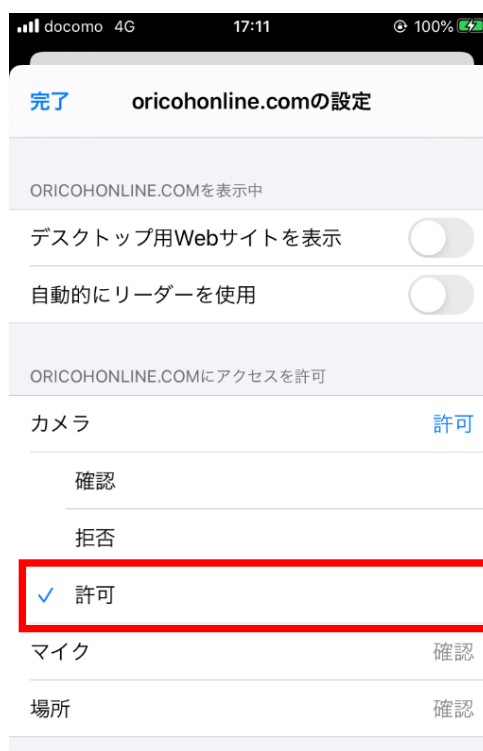 docomo 4G 17:11 100%
完了 oricohonline.comの設定
ORICOHONLINE.COMを表示中
デスクトップ用Webサイトを表示
自動的にリーダーを使用
ORICOHONLINE.COMにアクセスを許可
カメラ 許可
確認
拒否
許可
マイク 確認
場所 確認